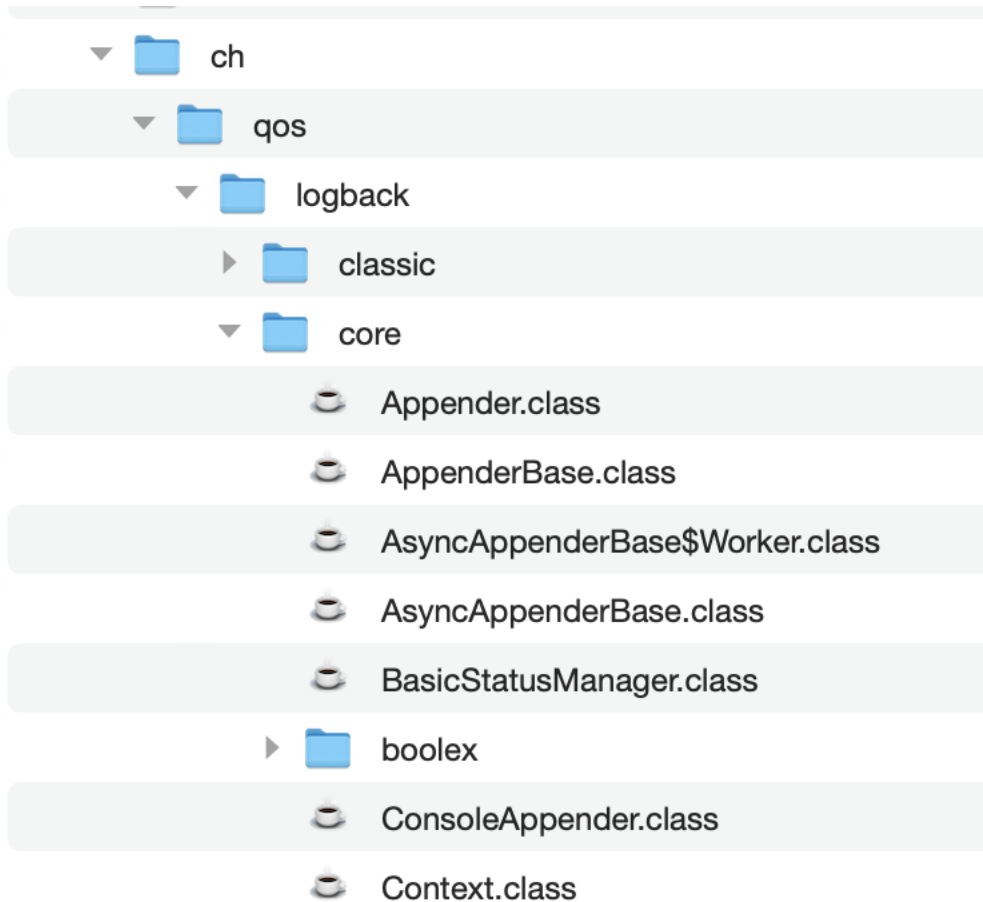 ch
qos
logback
classic
core
Appender.class
AppenderBase.class
AsyncAppenderBase$Worker.class
AsyncAppenderBase.class
BasicStatusManager.class
boolex
ConsoleAppender.class
Context.class